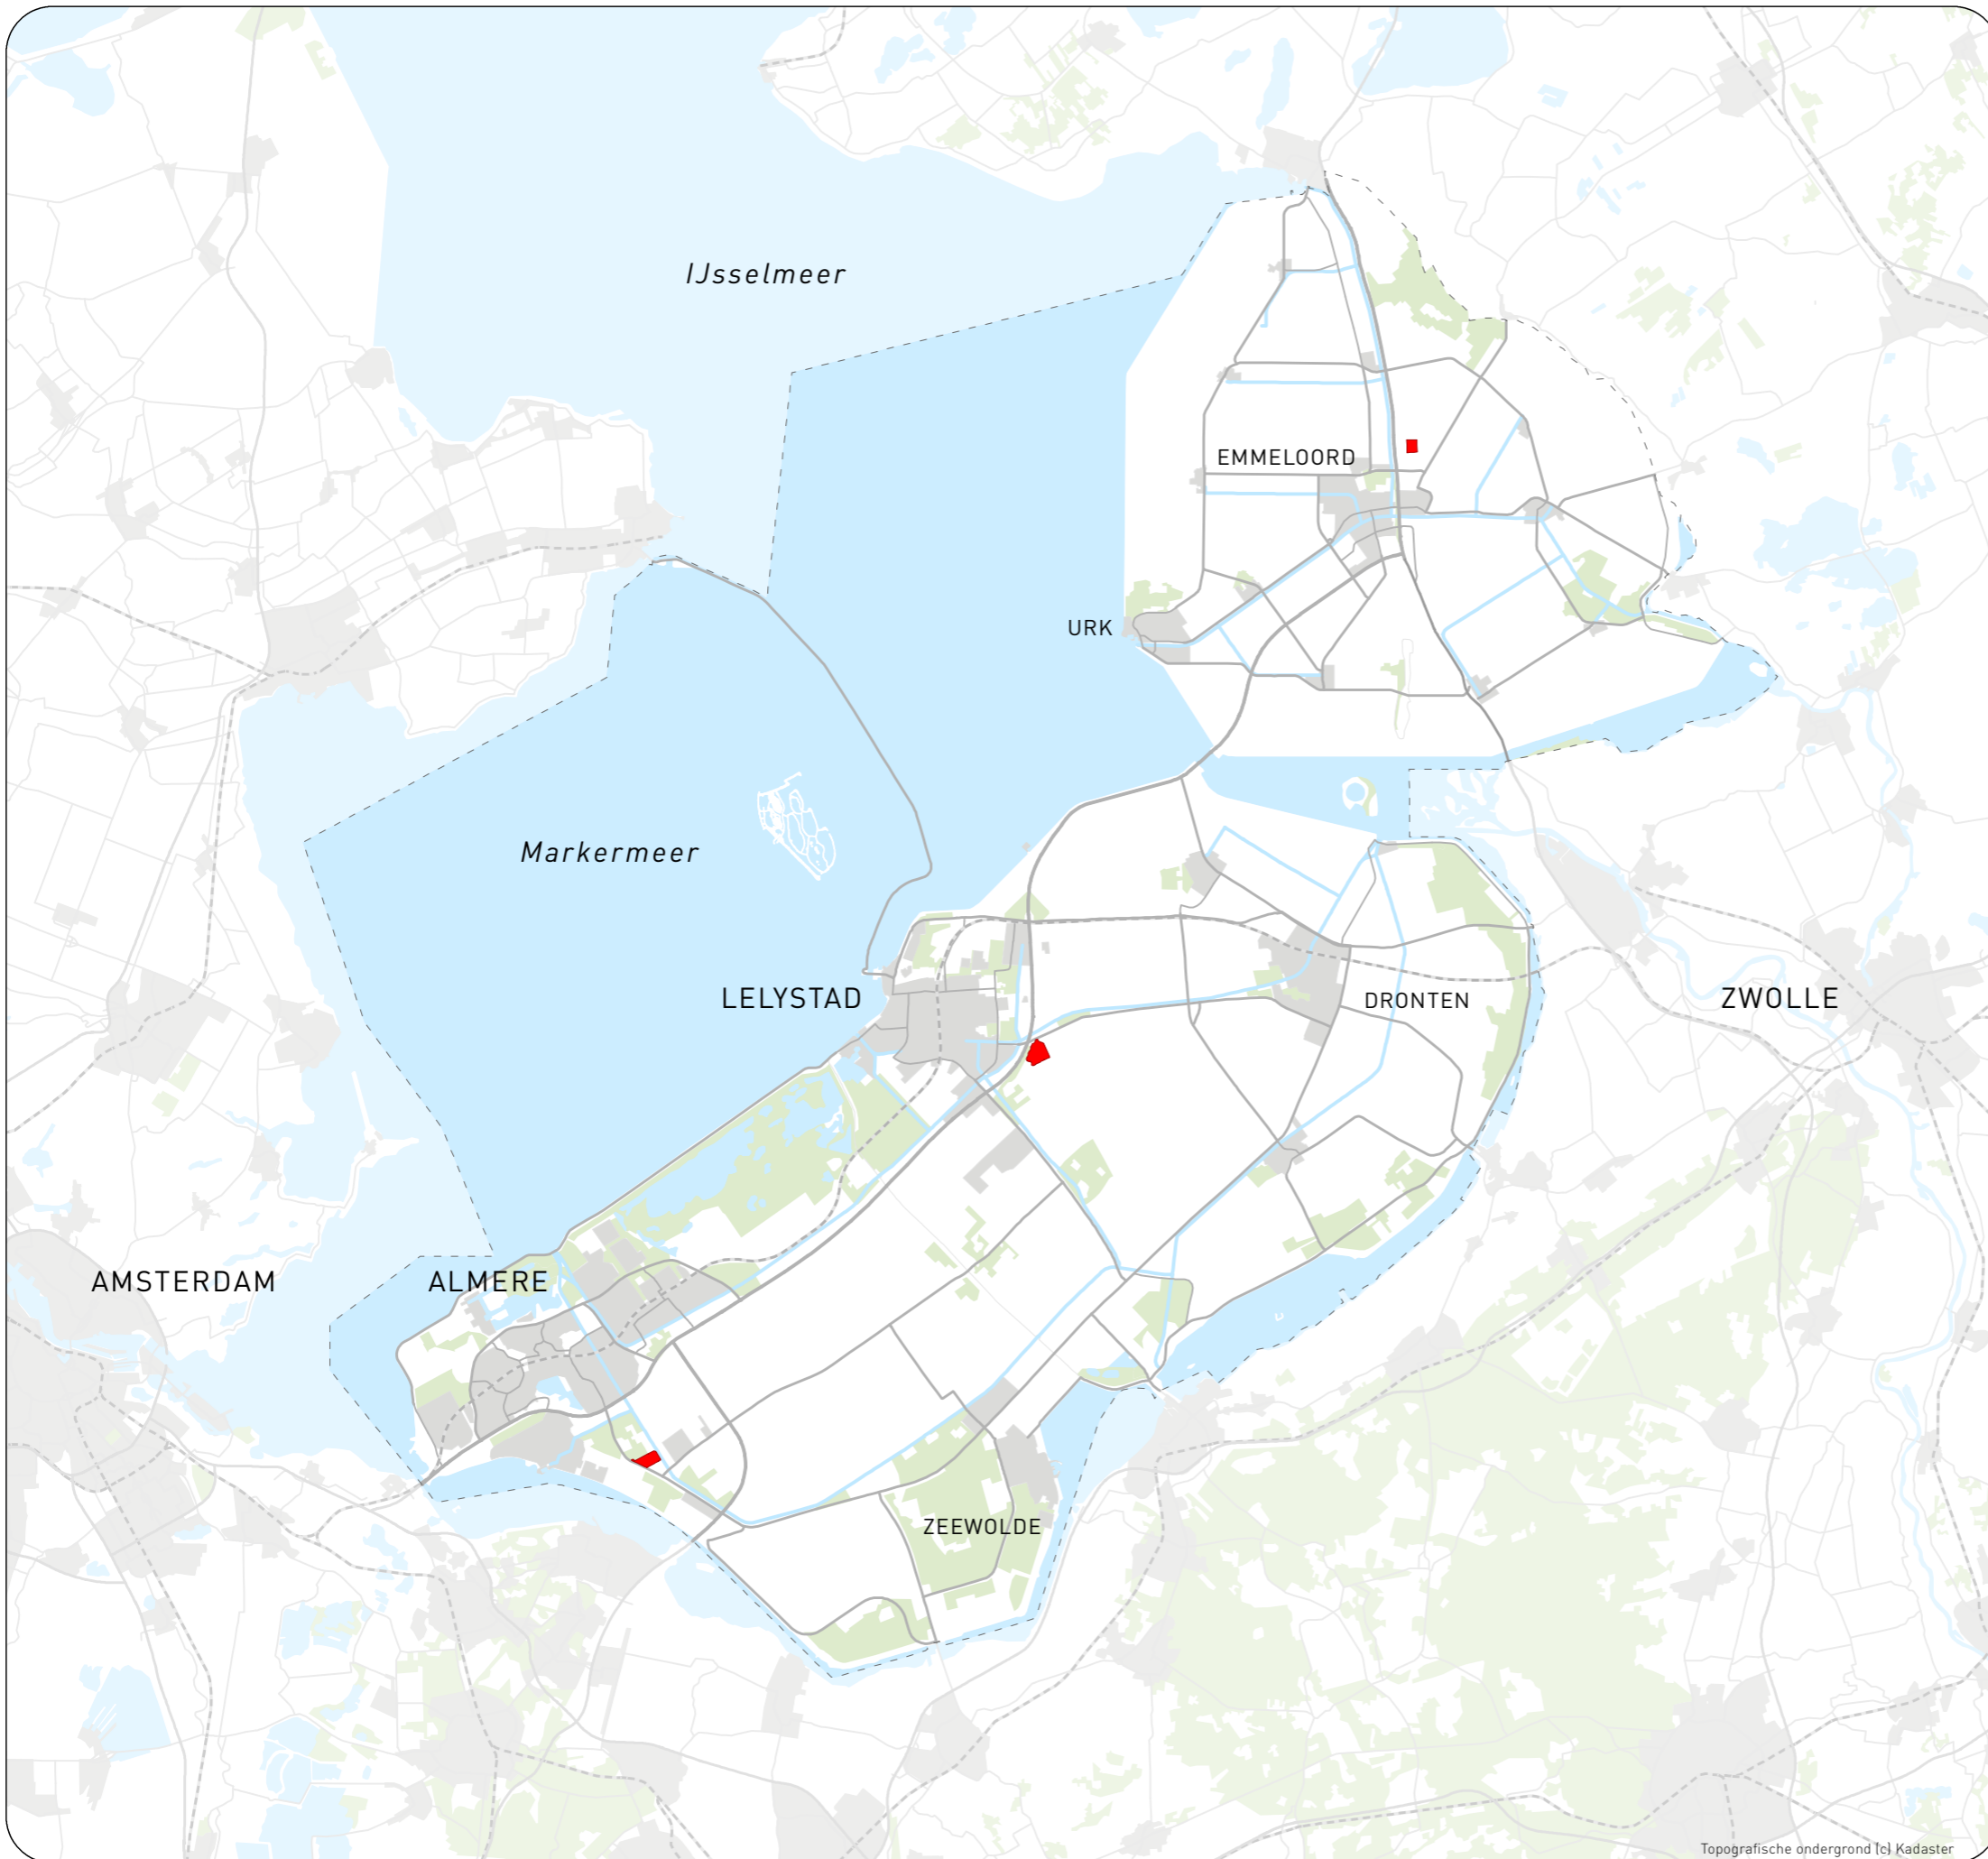 IJsselmeer
EMMELOORD
URK
Markermeer
LELYSTAD
DRONTEN
ZWOLLE
AMSTERDAM
ALMERE
ZEEWOLDE
Topografische ondergrond (c) Kadaster